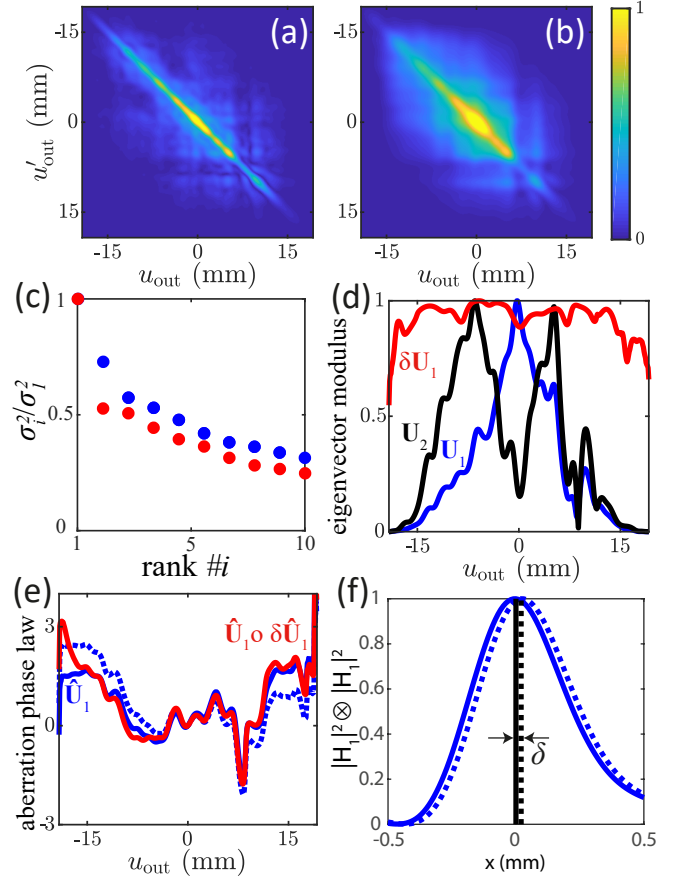 (a)
(b)
1
0
-15
0
15
u′out (mm)
-15 0 15
uout (mm)
-15 0 15
uout (mm)
(c)
1
0.5
0
σi²/σ1²
1 5 10
rank #i
(d)
1
0.5
0
eigenvector modulus
δU1
U2
U1
-15 0 15
uout (mm)
(e)
3
0
-3
aberration phase law
Û1
Û1o δÛ1
-15 0 15
uout (mm)
(f)
1
0.8
0.6
0.4
0.2
0
|H1|²⊗ |H1|²
δ
-0.5 0 0.5
x (mm)